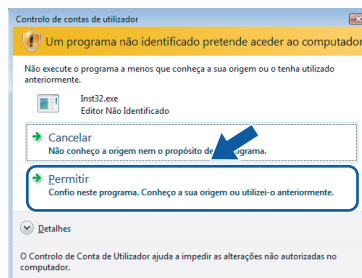 Controlo de contas de utilizador
Um programa não identificado pretende aceder ao computador
Não execute o programa a menos que conheça a sua origem ou o tenha utilizado
anteriormente.
Inst32.exe
Editor Não Identificado
Cancelar
Não conheço a origem nem o propósito de programa.
Permitir
Confio neste programa. Conheço a sua origem ou utilizei-o anteriormente.
Detalhes
O Controlo de Conta de Utilizador ajuda a impedir as alterações não autorizadas no
computador.